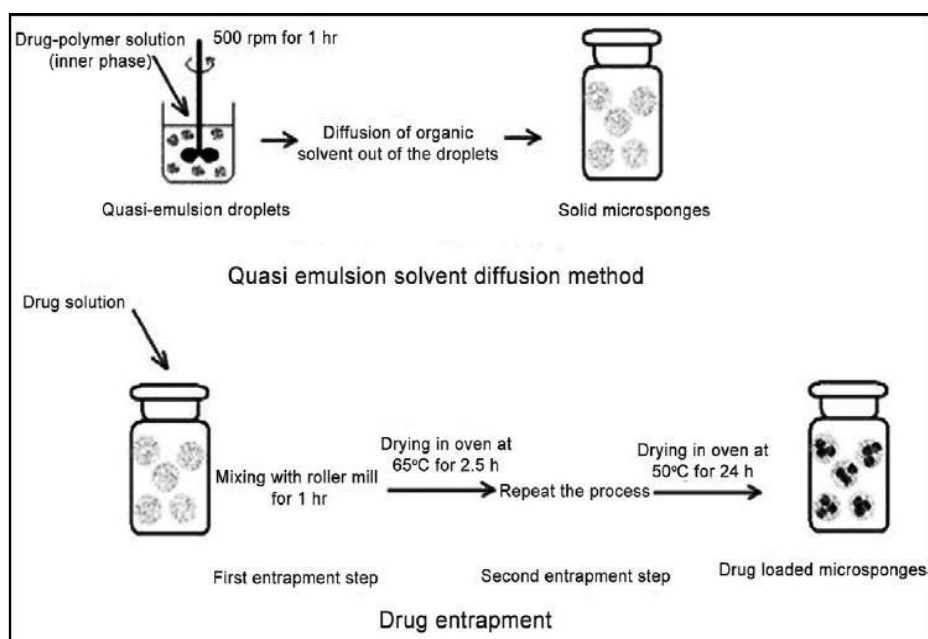 Drug-polymer solution
(inner phase)
500 rpm for 1 hr
Diffusion of organic
solvent out of the droplets
Quasi-emulsion droplets
Solid microsponges
Quasi emulsion solvent diffusion method
Drug solution
Mixing with roller mill
for 1 hr
Drying in oven at
65ºC for 2.5 h
Repeat the process
Drying in oven at
50ºC for 24 h
First entrapment step
Second entrapment step
Drug loaded microsponges
Drug entrapment